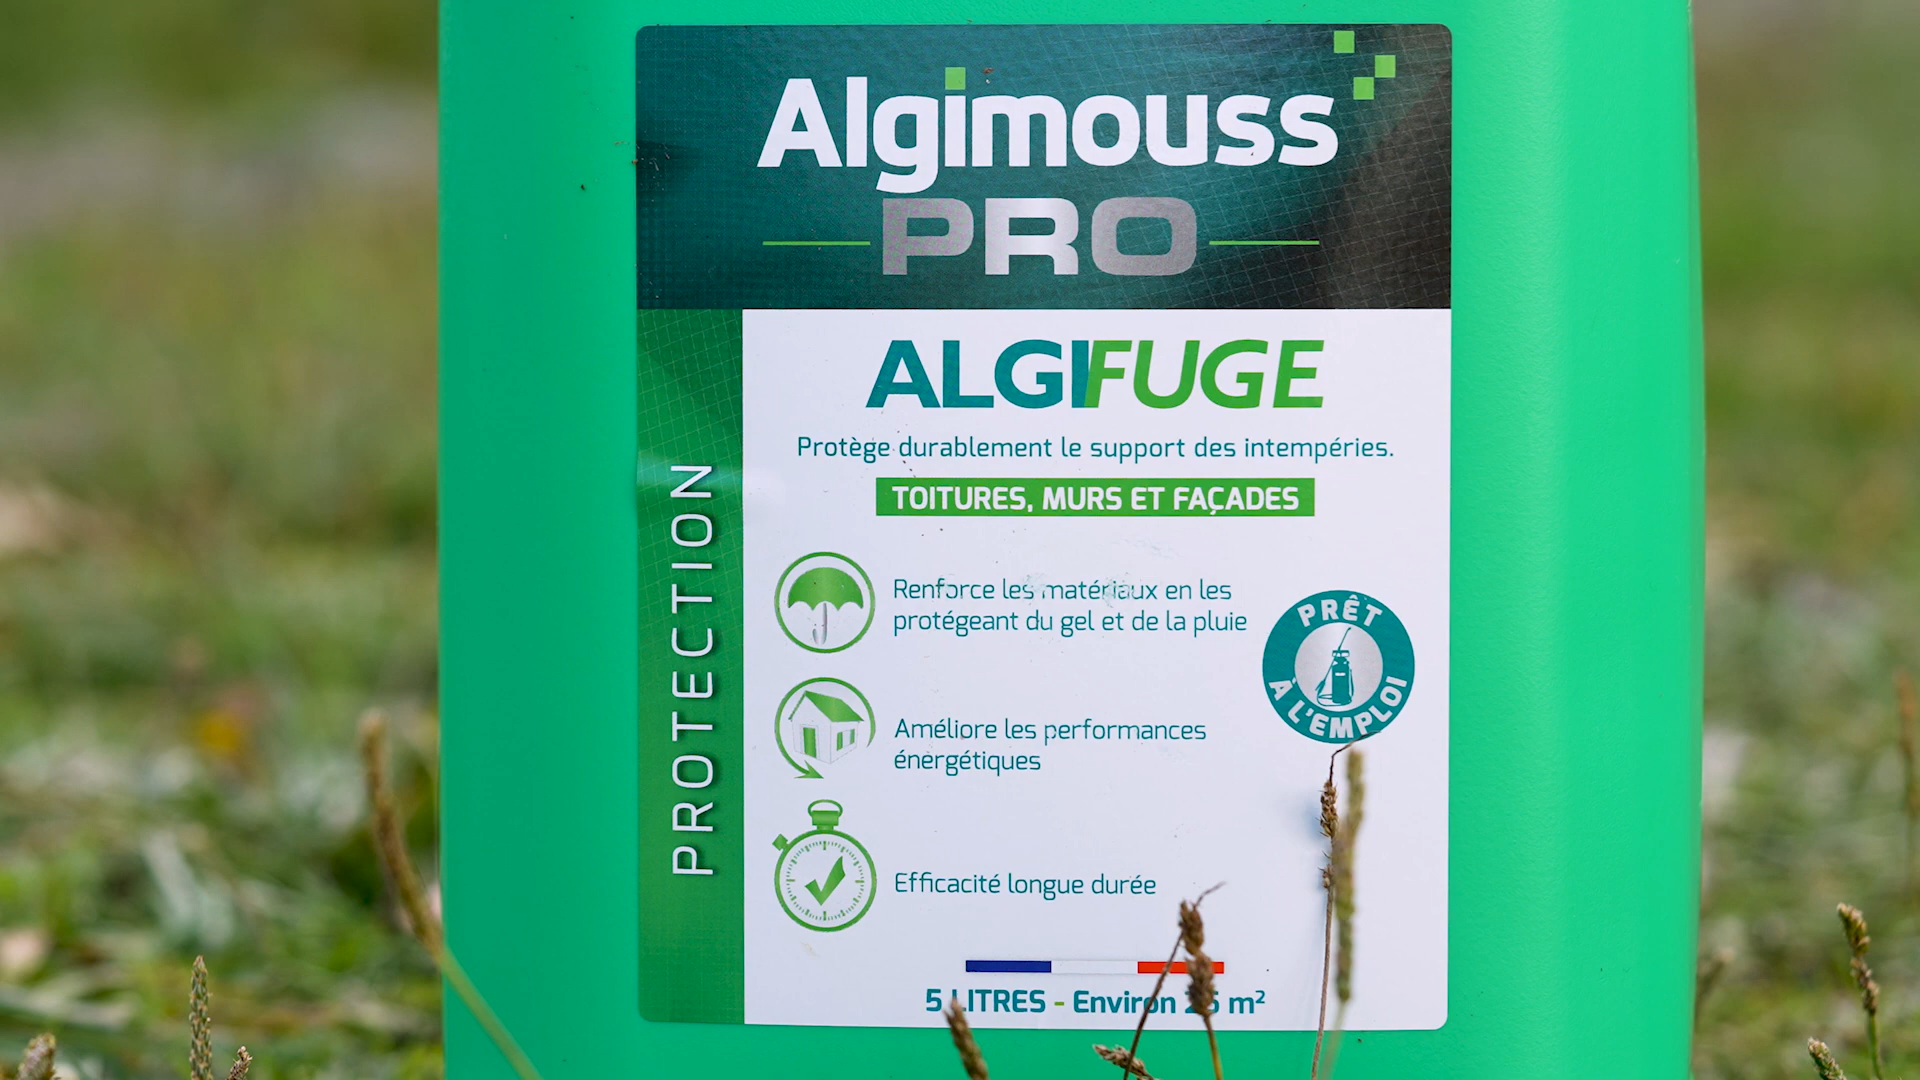 Algimouss
PRO
PROTECTION
ALGIFUGE
Protège durablement le support des intempéries.
TOITURES, MURS ET FAÇADES
Renforce les matériaux en les
protégeant du gel et de la pluie
PRÊT
À L'EMPLOI
Améliore les performances
énergétiques
Efficacité longue durée
5 LITRES - Environ m²